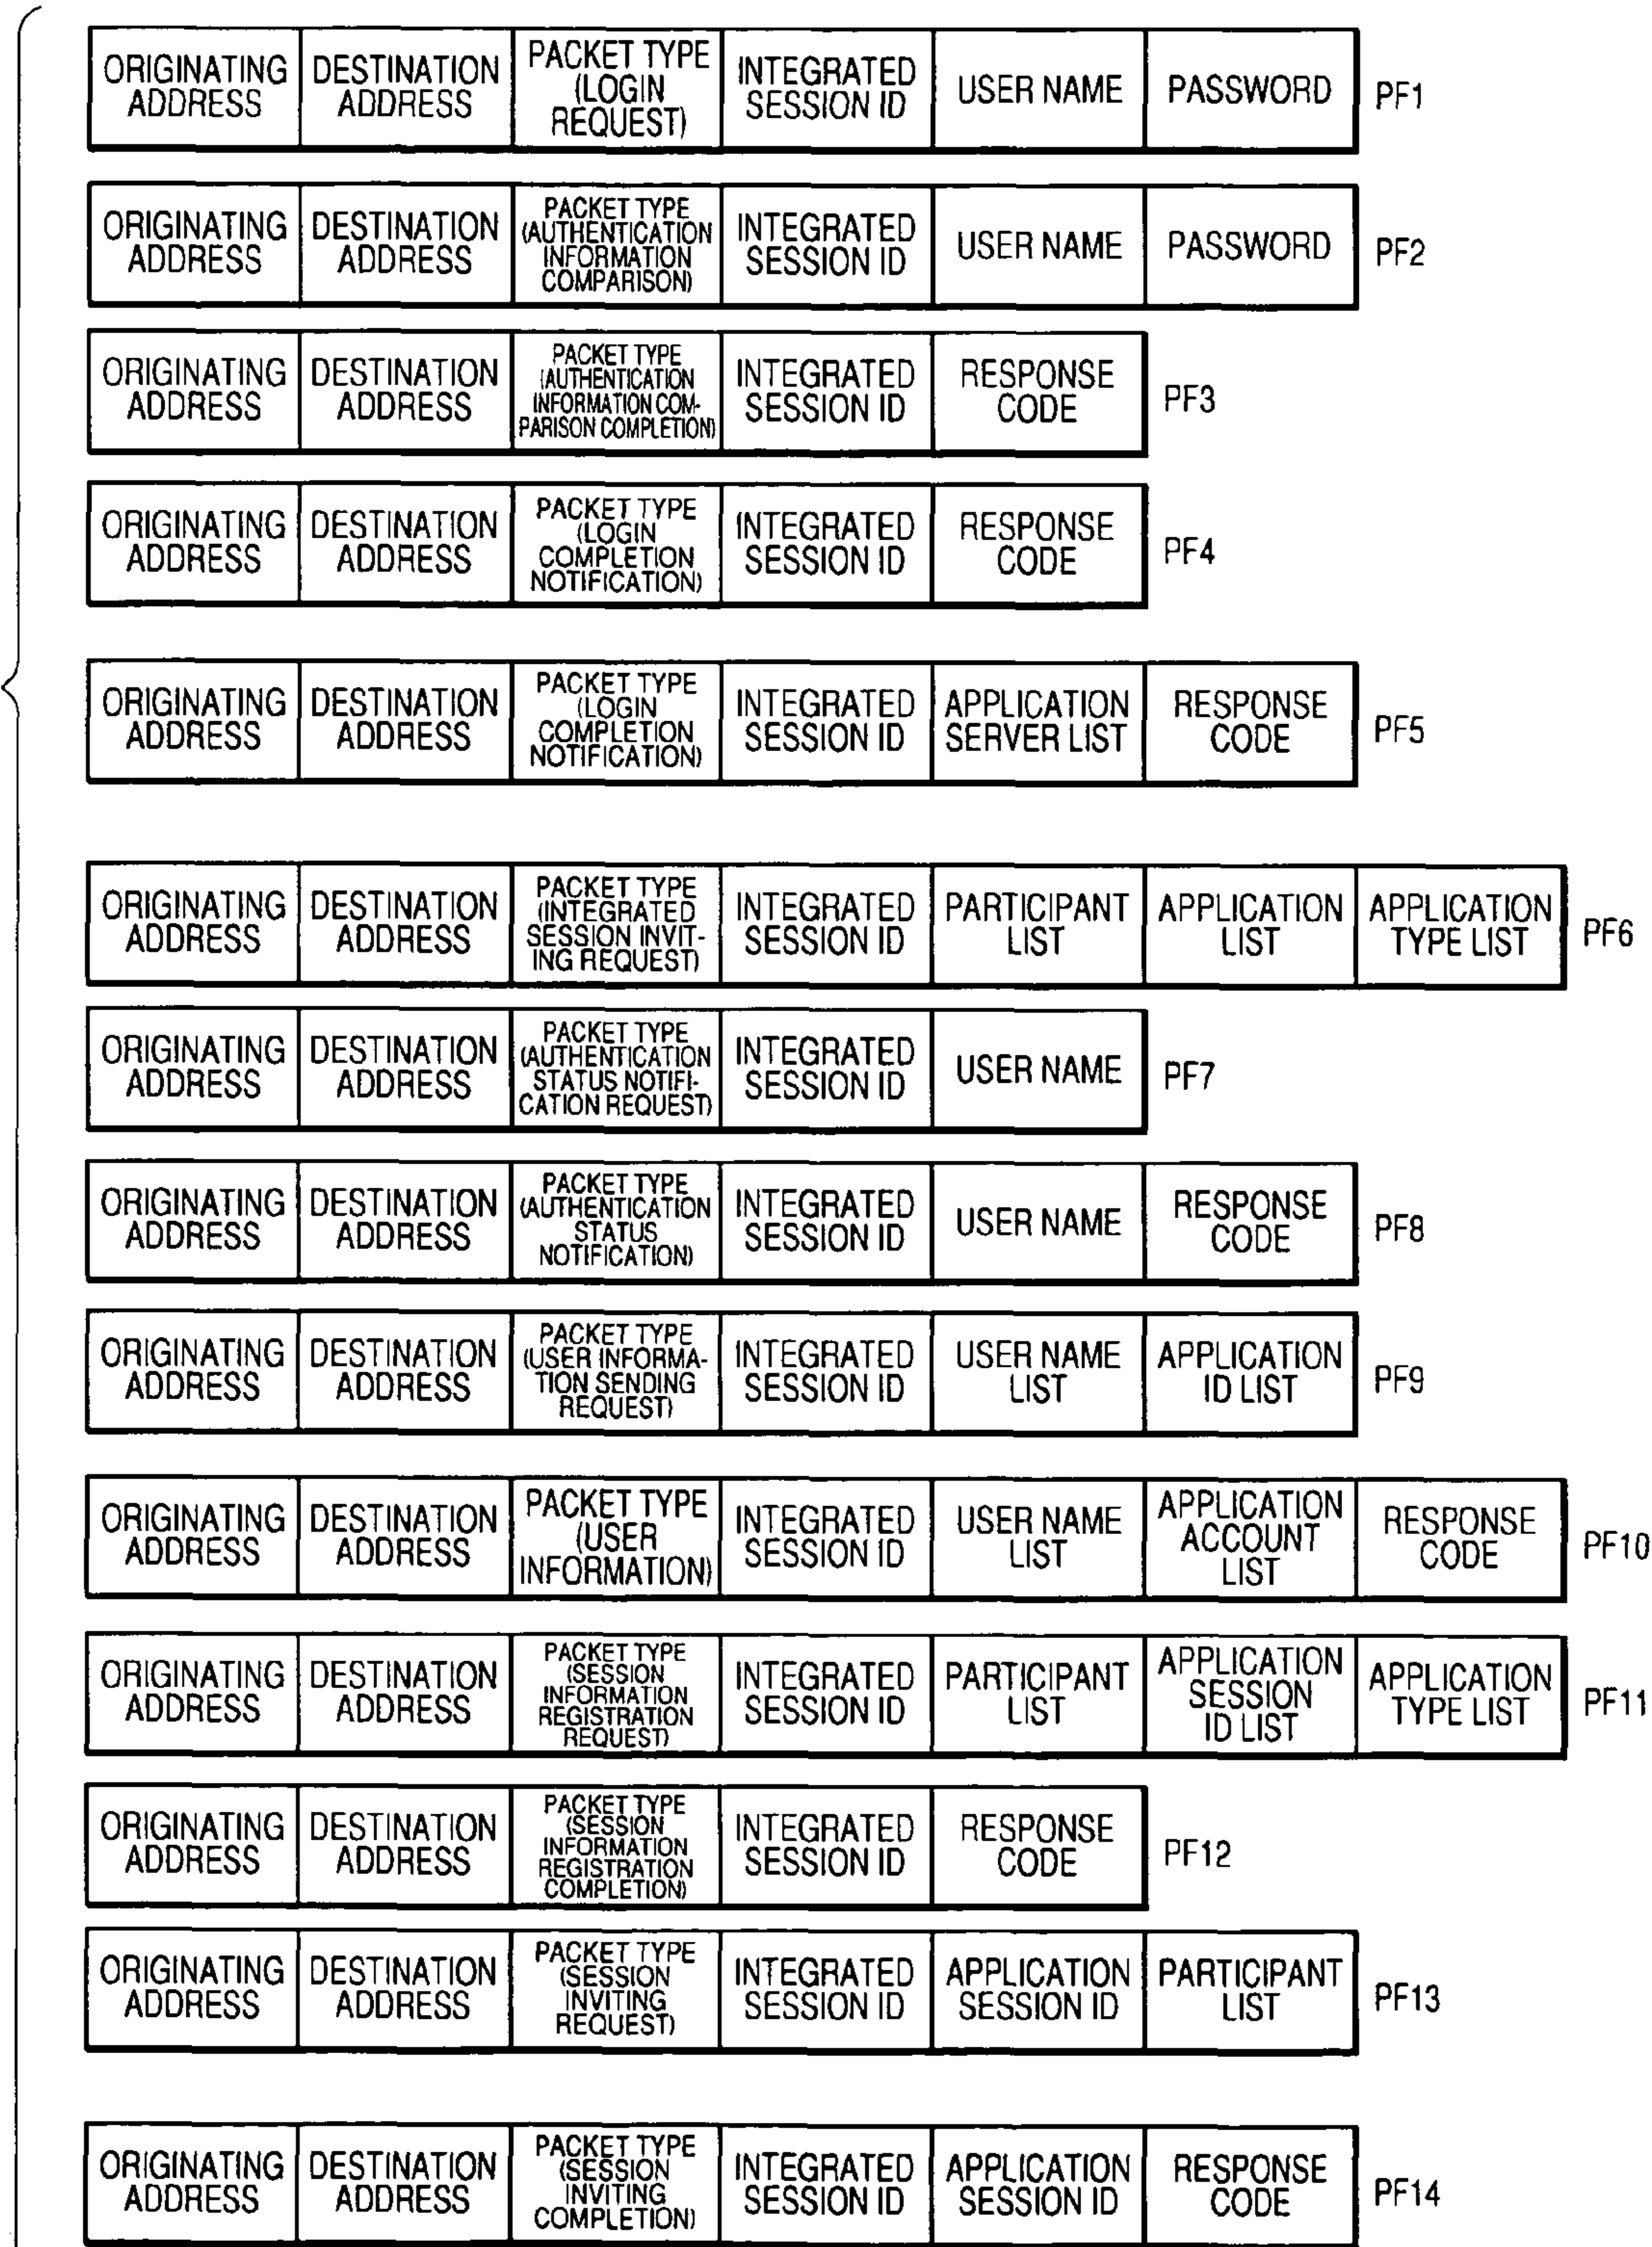 ORIGINATING ADDRESS DESTINATION ADDRESS PACKET TYPE (LOGIN REQUEST) INTEGRATED SESSION ID USER NAME PASSWORD PF1
ORIGINATING ADDRESS DESTINATION ADDRESS PACKET TYPE (AUTHENTICATION INFORMATION COMPARISON) INTEGRATED SESSION ID USER NAME PASSWORD PF2
ORIGINATING ADDRESS DESTINATION ADDRESS PACKET TYPE (AUTHENTICATION INFORMATION COM-PARISON COMPLETION) INTEGRATED SESSION ID RESPONSE CODE PF3
ORIGINATING ADDRESS DESTINATION ADDRESS PACKET TYPE (LOGIN COMPLETION NOTIFICATION) INTEGRATED SESSION ID RESPONSE CODE PF4
ORIGINATING ADDRESS DESTINATION ADDRESS PACKET TYPE (LOGIN COMPLETION NOTIFICATION) INTEGRATED SESSION ID APPLICATION SERVER LIST RESPONSE CODE PF5
ORIGINATING ADDRESS DESTINATION ADDRESS PACKET TYPE (INTEGRATED SESSION INVIT-ING REQUEST) INTEGRATED SESSION ID PARTICIPANT LIST APPLICATION LIST APPLICATION TYPE LIST PF6
ORIGINATING ADDRESS DESTINATION ADDRESS PACKET TYPE (AUTHENTICATION STATUS NOTIFI-CATION REQUEST) INTEGRATED SESSION ID USER NAME PF7
ORIGINATING ADDRESS DESTINATION ADDRESS PACKET TYPE (AUTHENTICATION STATUS NOTIFICATION) INTEGRATED SESSION ID USER NAME RESPONSE CODE PF8
ORIGINATING ADDRESS DESTINATION ADDRESS PACKET TYPE (USER INFORMA-TION SENDING REQUEST) INTEGRATED SESSION ID USER NAME LIST APPLICATION ID LIST PF9
ORIGINATING ADDRESS DESTINATION ADDRESS PACKET TYPE (USER INFORMATION) INTEGRATED SESSION ID USER NAME LIST APPLICATION ACCOUNT LIST RESPONSE CODE PF10
ORIGINATING ADDRESS DESTINATION ADDRESS PACKET TYPE (SESSION INFORMATION REGISTRATION REQUEST) INTEGRATED SESSION ID PARTICIPANT LIST APPLICATION SESSION ID LIST APPLICATION TYPE LIST PF11
ORIGINATING ADDRESS DESTINATION ADDRESS PACKET TYPE (SESSION INFORMATION REGISTRATION COMPLETION) INTEGRATED SESSION ID RESPONSE CODE PF12
ORIGINATING ADDRESS DESTINATION ADDRESS PACKET TYPE (SESSION INVITING REQUEST) INTEGRATED SESSION ID APPLICATION SESSION ID PARTICIPANT LIST PF13
ORIGINATING ADDRESS DESTINATION ADDRESS PACKET TYPE (SESSION INVITING COMPLETION) INTEGRATED SESSION ID APPLICATION SESSION ID RESPONSE CODE PF14